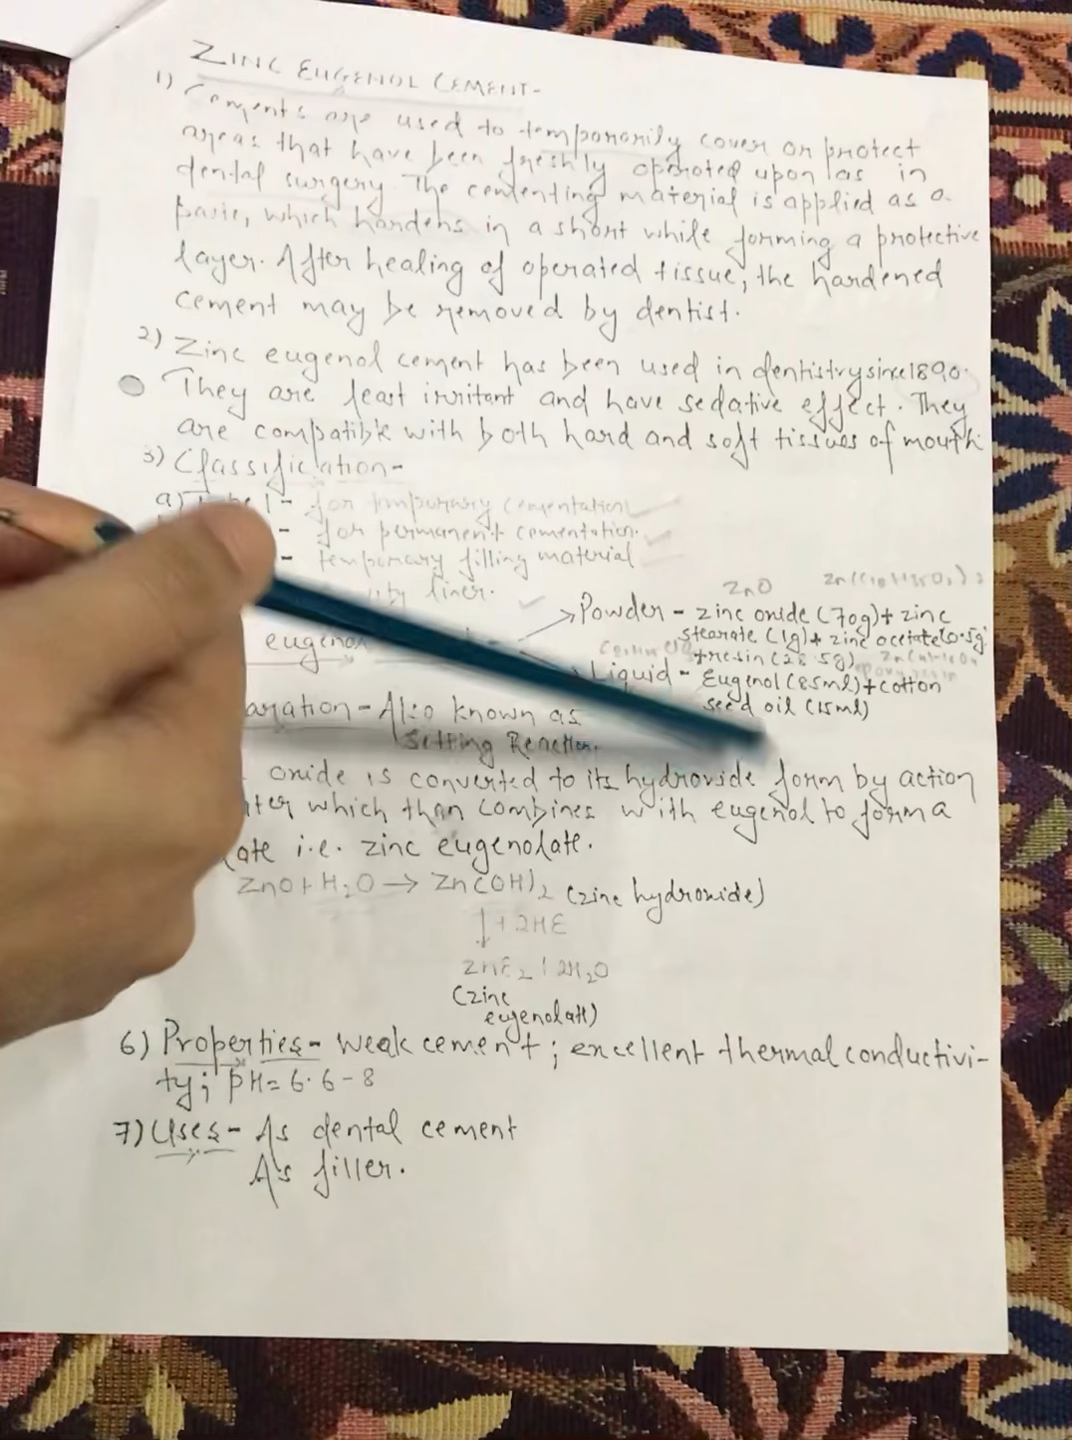 ZINC EUGENOL CEMENT-
1) Cements are used to temporarily cover or protect
areas that have been freshly operated upon as in
dental surgery. The cementing material is applied as a
paste, which hardens in a short while forming a protective
layer. After healing of operated tissue, the hardened
cement may be removed by dentist.
2) Zinc eugenol cement has been used in dentistry since 1890.
They are least irritant and have sedative effect. They
are compatible with both hard and soft tissues of mouth
3) Classification-
a) 1 - for temporary cementation
- for permanent cementation.
- temporary filling material
liner.
ZnO
Powder - zinc oxide (70g) + zinc
stearate (1g) + zinc acetate (0.5g)
eugenol
+ resin (28.5g)
Liquid - Eugenol (85ml) + cotton
seed oil (15ml)
aration - Also known as
Setting Reaction.
oxide is converted to its hydroxide form by action
which than combines with eugenol to form a
late i.e. zinc eugenolate.
ZnO + H2O → Zn(OH)2 (zinc hydroxide)
↓ + 2HE
ZnE2 + 2H2O
(zinc
eugenolate)
6) Properties - weak cement; excellent thermal conductivi-
ty; pH = 6.6 - 8
7) Uses - As dental cement
As filler.